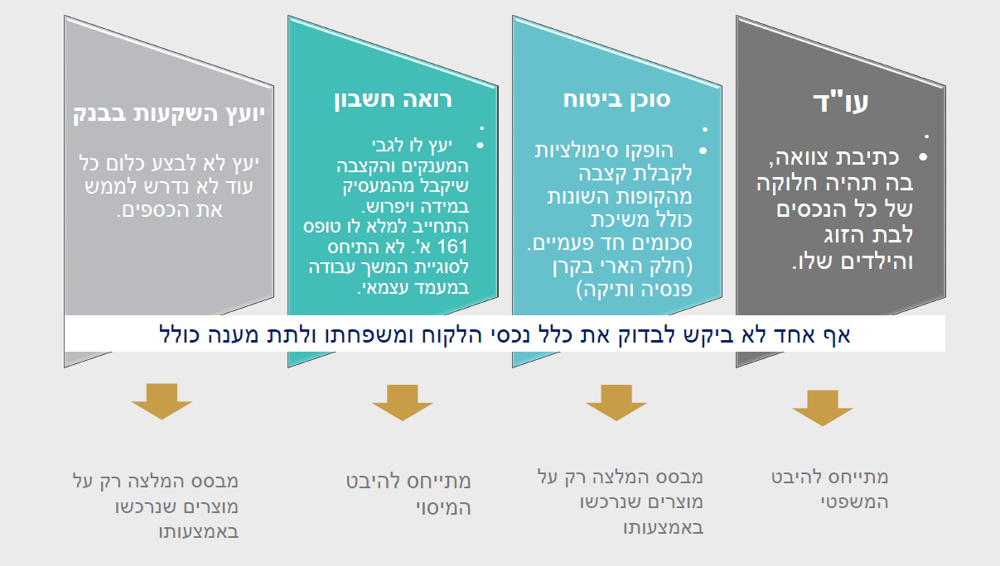 עו"ד
•
• כתיבת צוואה,
בה תהיה חלוקה
של כל הנכסים
לבת הזוג
והילדים שלו.
סוכן ביטוח
•
• הופקו סימולציות
לקבלת קצבה
מהקופות השונות
כולל משיכת
סכומים חד פעמיים.
(חלק הארי בקרן
פנסיה ותיקה)
רואה חשבון
•
• יעץ לו לגבי
המענקים והקצבה
שיקבל מהמעסיק
במידה ויפרוש.
התחייב למלא לו טופס
161 א'. לא התיחס
לסוגיית המשך עבודה
במעמד עצמאי.
יועץ השקעות בבנק
יעץ לא לבצע כלום כל
עוד לא נדרש לממש
את הכספים.
אף אחד לא ביקש לבדוק את כלל נכסי הלקוח ומשפחתו ולתת מענה כולל
מתייחס להיבט
המשפטי
מבסס המלצה רק על
מוצרים שנרכשו
באמצעותו
מתייחס להיבט
המיסוי
מבסס המלצה רק על
מוצרים שנרכשו
באמצעותו